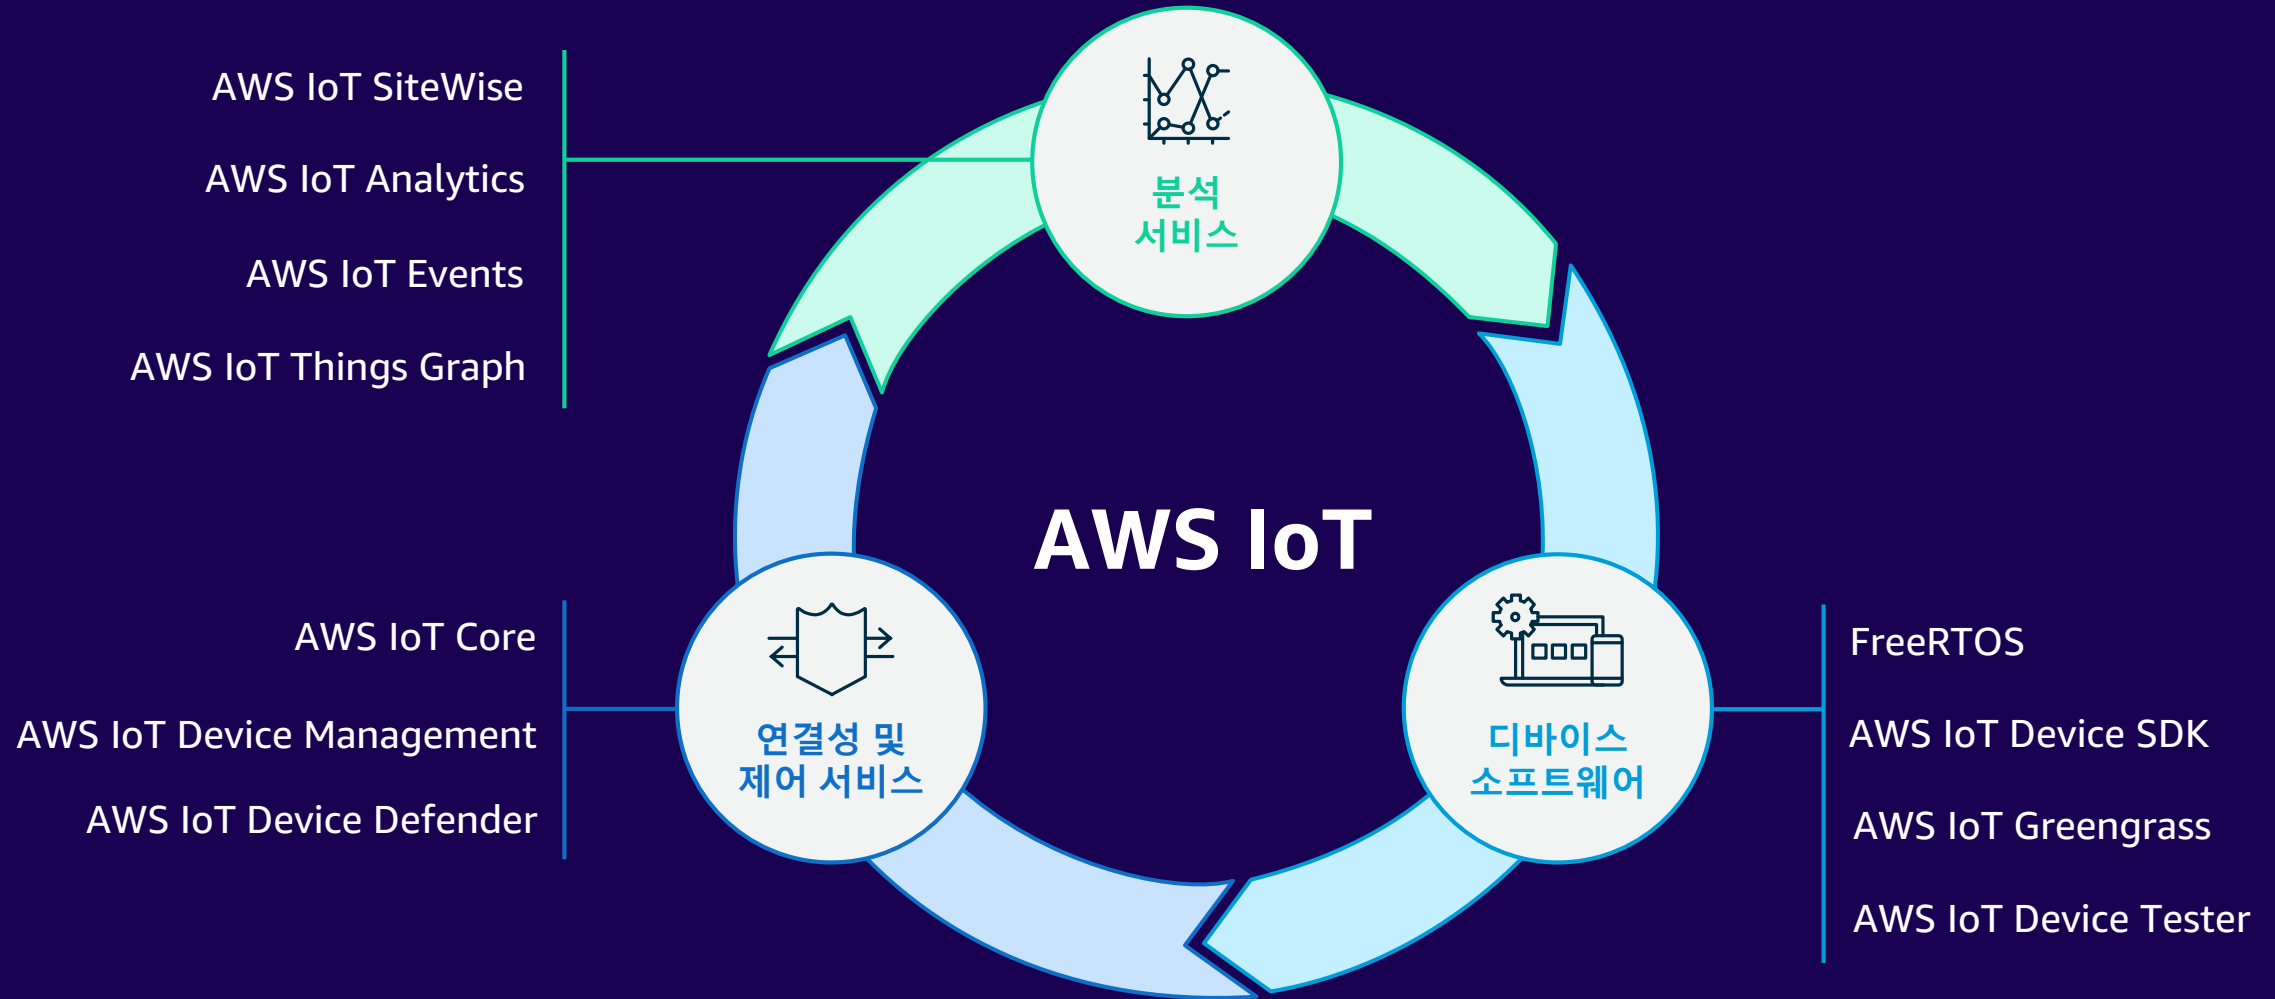 AWS IoT SiteWise
AWS IoT Analytics
AWS IoT Events
AWS IoT Things Graph
분석
서비스
AWS IoT
AWS IoT Core
AWS IoT Device Management
AWS IoT Device Defender
연결성 및
제어 서비스
디바이스
소프트웨어
FreeRTOS
AWS IoT Device SDK
AWS IoT Greengrass
AWS IoT Device Tester